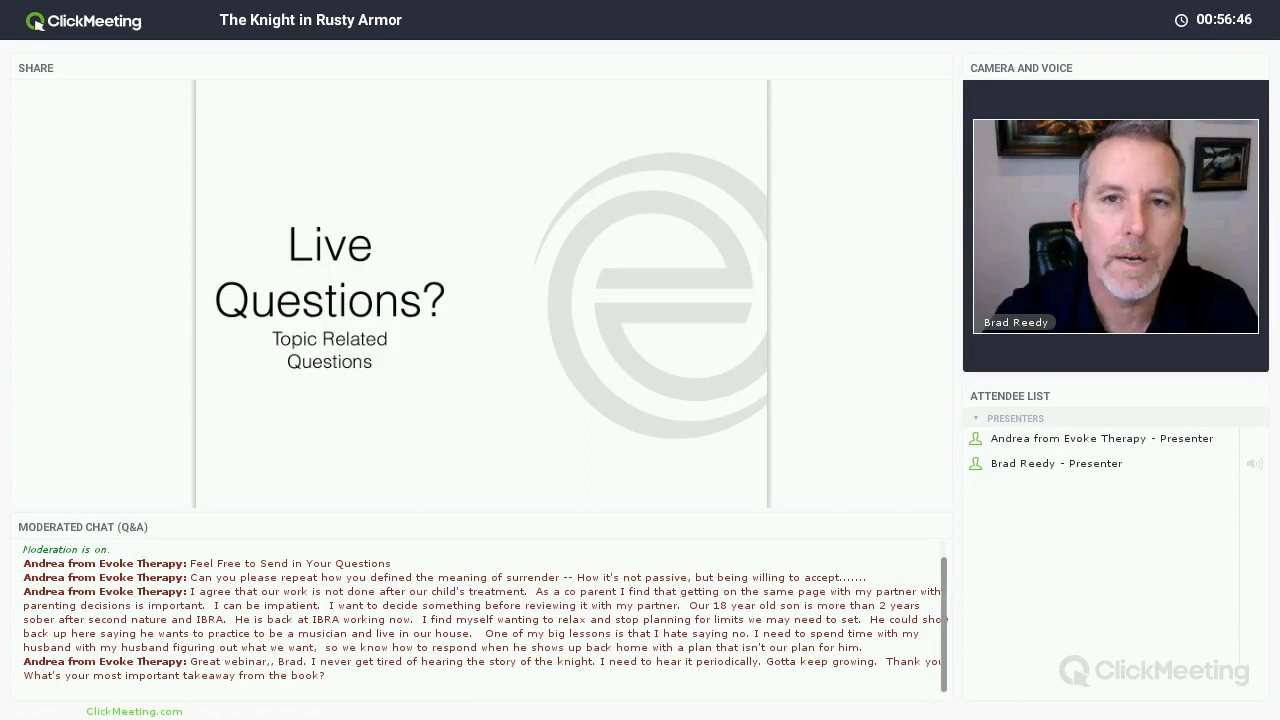 ClickMeeting
The Knight in Rusty Armor
00:56:46
SHARE
CAMERA AND VOICE
Live
Questions?
Topic Related
Questions
Brad Reedy
ATTENDEE LIST
PRESENTERS
Andrea from Evoke Therapy - Presenter
Brad Reedy - Presenter
MODERATED CHAT (Q&A)
Moderation is on.
Andrea from Evoke Therapy: Feel Free to Send in Your Questions
Andrea from Evoke Therapy: Can you please repeat how you defined the meaning of surrender -- How it's not passive, but being willing to accept.......
Andrea from Evoke Therapy: I agree that our work is not done after our child's treatment.  As a co parent I find that getting on the same page with my partner with
parenting decisions is important.  I can be impatient.  I want to decide something before reviewing it with my partner.  Our 18 year old son is more than 2 years
sober after second nature and IBRA.  He is back at IBRA working now.  I find myself wanting to relax and stop planning for limits we may need to set.  He could show
back up here saying he wants to practice to be a musician and live in our house.   One of my big lessons is that I hate saying no. I need to spend time with my
husband with my husband figuring out what we want,  so we know how to respond when he shows up back home with a plan that isn't our plan for him.
Andrea from Evoke Therapy: Great webinar,, Brad. I never get tired of hearing the story of the knight. I need to hear it periodically. Gotta keep growing.  Thank you
What's your most important takeaway from the book?
ClickMeeting
ClickMeeting.com